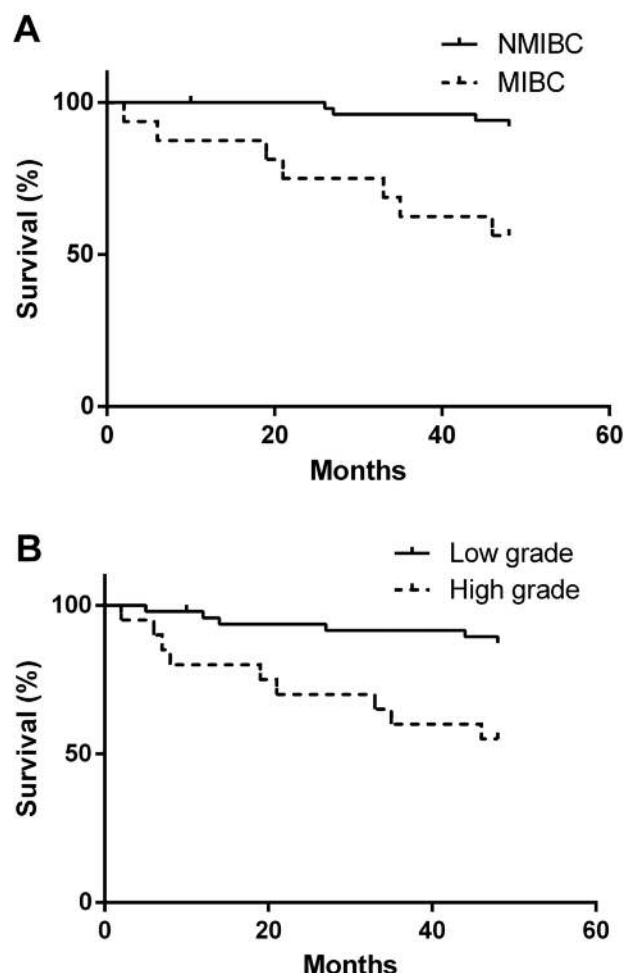 A
NMIBC
MIBC
100
50
0
Survival (%)
0 20 40 60
Months
B
Low grade
High grade
100
50
0
Survival (%)
0 20 40 60
Months